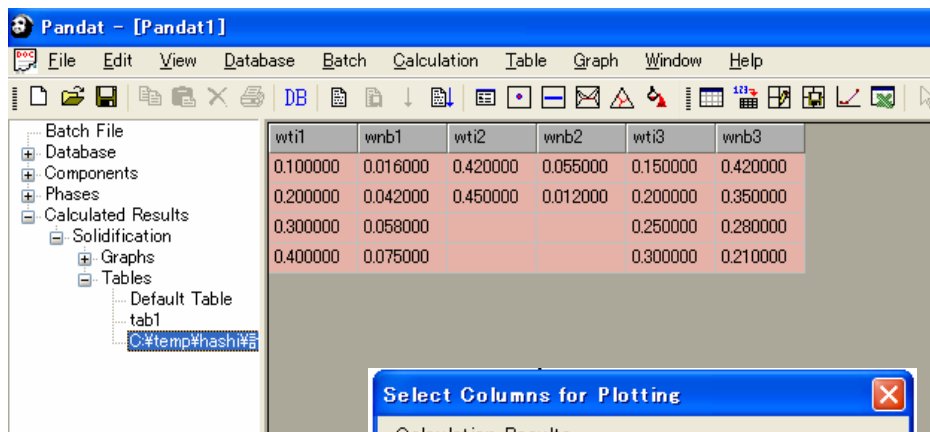 Pandat - [Pandat1]
File Edit View Database Batch Calculation Table Graph Window Help
DB
Batch File
Database
Components
Phases
Calculated Results
Solidification
Graphs
Tables
Default Table
tab1
C:¥temp¥hashi¥計
wti1 wnb1 wti2 wnb2 wti3 wnb3
0.100000 0.016000 0.420000 0.055000 0.150000 0.420000
0.200000 0.042000 0.450000 0.012000 0.200000 0.350000
0.300000 0.058000 0.250000 0.280000
0.400000 0.075000 0.300000 0.210000
Select Columns for Plotting
Calculation Results